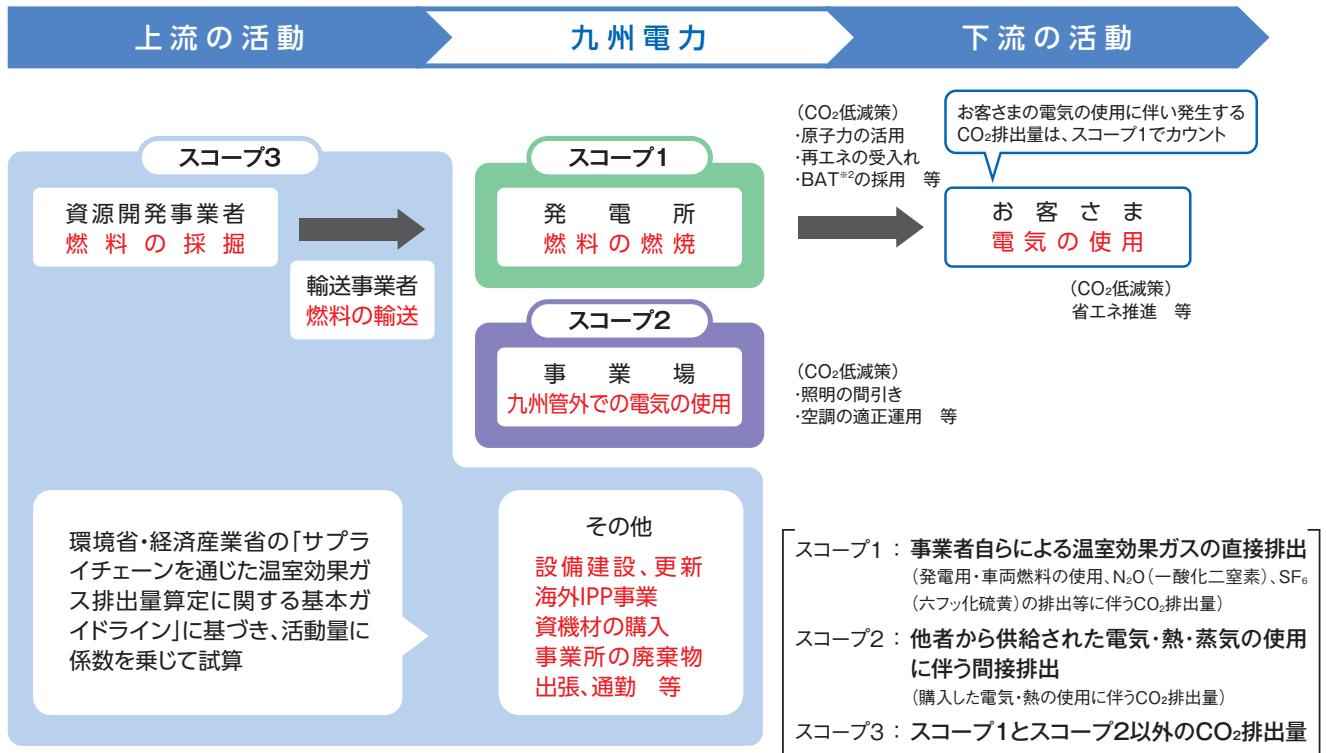 上流の活動
九州電力
下流の活動
スコープ3
資源開発事業者
燃料の採掘
輸送事業者
燃料の輸送
スコープ1
発電所
燃料の燃焼
(CO₂低減策)
・原子力の活用
・再エネの受入れ
・BAT※2の採用　等
お客さまの電気の使用に伴い発生する
CO₂排出量は、スコープ1でカウント
お客さま
電気の使用
(CO₂低減策)
省エネ推進　等
スコープ2
事業場
九州管外での電気の使用
(CO₂低減策)
・照明の間引き
・空調の適正運用　等
環境省・経済産業省の「サプラ
イチェーンを通じた温室効果ガ
ス排出量算定に関する基本ガ
イドライン」に基づき、活動量に
係数を乗じて試算
その他
設備建設、更新
海外IPP事業
資機材の購入
事業所の廃棄物
出張、通勤　等
スコープ1：事業者自らによる温室効果ガスの直接排出
(発電用・車両燃料の使用、N₂O(一酸化二窒素)、SF₆
(六フッ化硫黄)の排出等に伴うCO₂排出量)
スコープ2：他者から供給された電気・熱・蒸気の使用
に伴う間接排出
(購入した電気・熱の使用に伴うCO₂排出量)
スコープ3：スコープ1とスコープ2以外のCO₂排出量